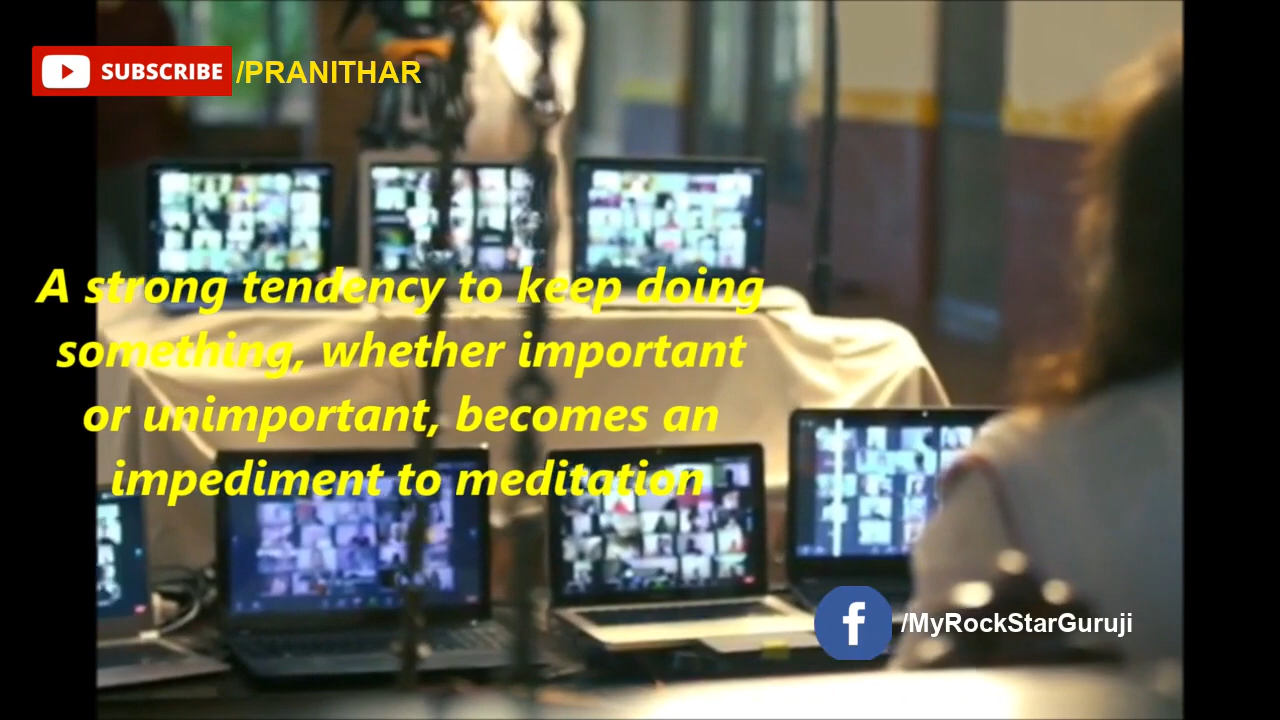 SUBSCRIBE /PRANITHAR
A strong tendency to keep doing
something, whether important
or unimportant, becomes an
impediment to meditation
f /MyRockStarGuruji